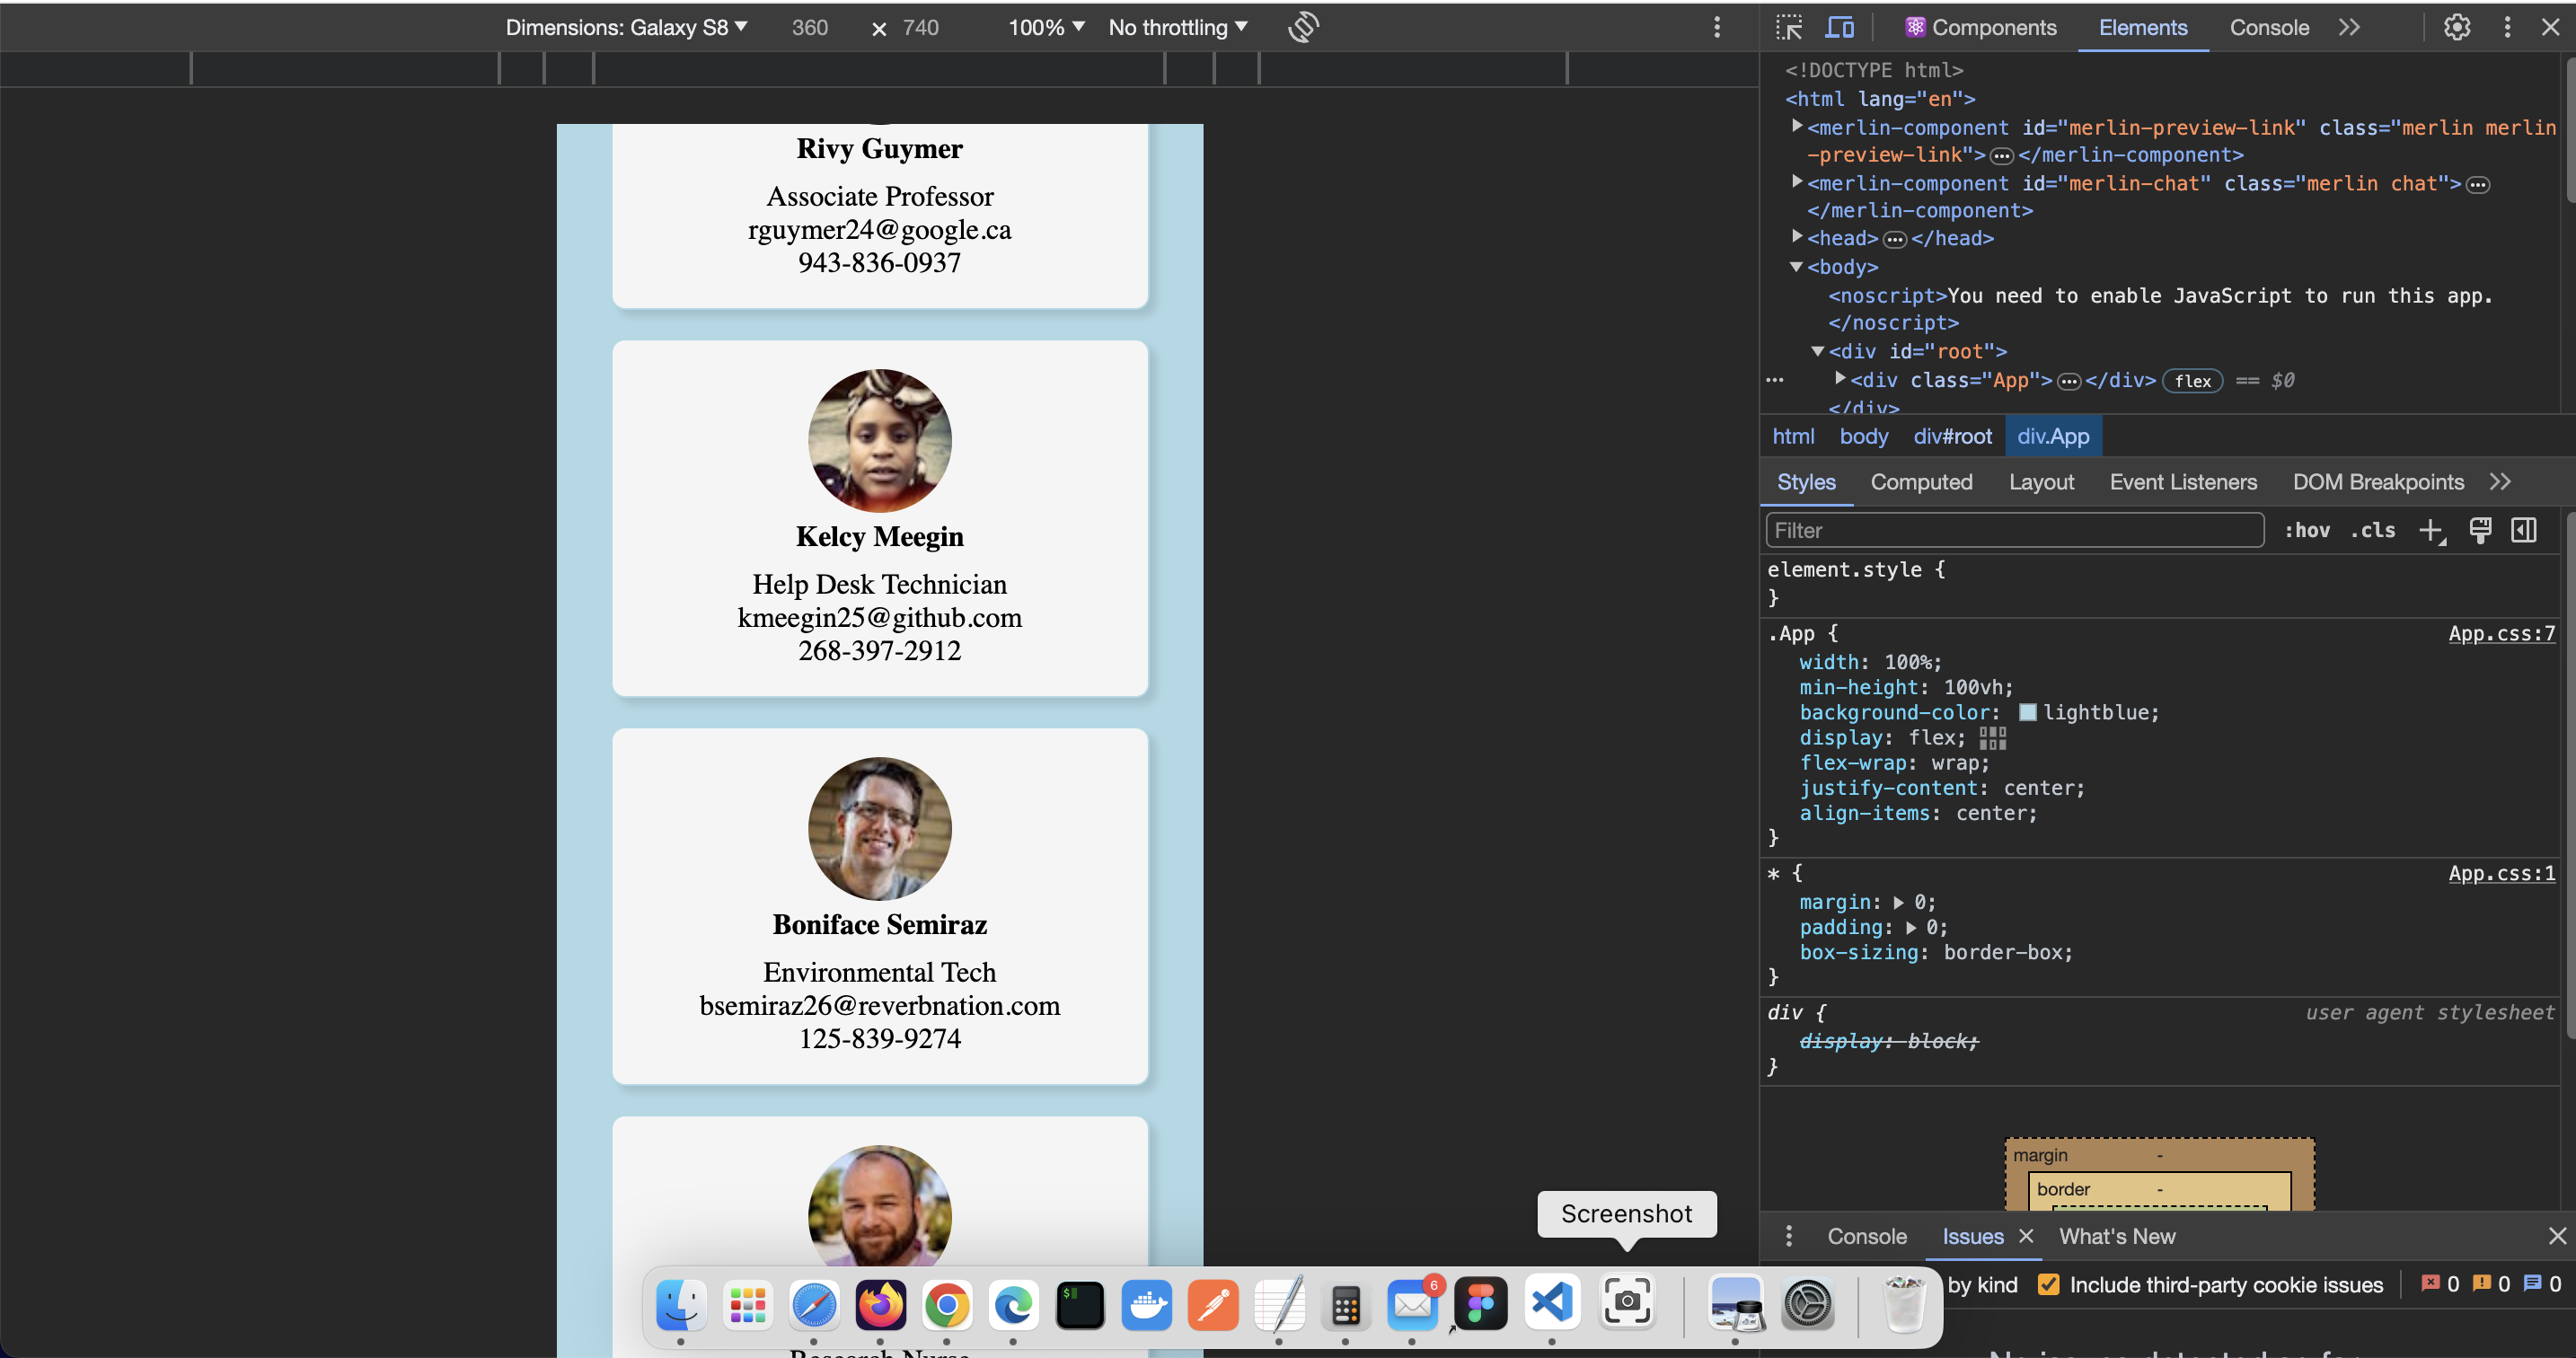 Dimensions: Galaxy S8 ▼ 360 × 740 100% ▼ No throttling ▼
Components Elements Console
Rivy Guymer
Associate Professor
rguymer24@google.ca
943-836-0937
Kelcy Meegin
Help Desk Technician
kmeegin25@github.com
268-397-2912
Boniface Semiraz
Environmental Tech
bsemiraz26@reverbnation.com
125-839-9274
Research Nurse
Screenshot
$
6
<!DOCTYPE html>
<html lang="en">
<merlin-component id="merlin-preview-link" class="merlin merlin
-preview-link">…</merlin-component>
<merlin-component id="merlin-chat" class="merlin chat">…
</merlin-component>
<head>…</head>
<body>
<noscript>You need to enable JavaScript to run this app.
</noscript>
<div id="root">
… <div class="App">…</div> flex == $0
</div>
html body div#root div.App
Styles Computed Layout Event Listeners DOM Breakpoints
Filter :hov .cls
element.style {
}
.App { App.css:7
width: 100%;
min-height: 100vh;
background-color: lightblue;
display: flex;
flex-wrap: wrap;
justify-content: center;
align-items: center;
}
* { App.css:1
margin: 0;
padding: 0;
box-sizing: border-box;
}
div { user agent stylesheet
display: block;
}
margin -
border -
Console Issues × What's New
by kind Include third-party cookie issues 0 0 0